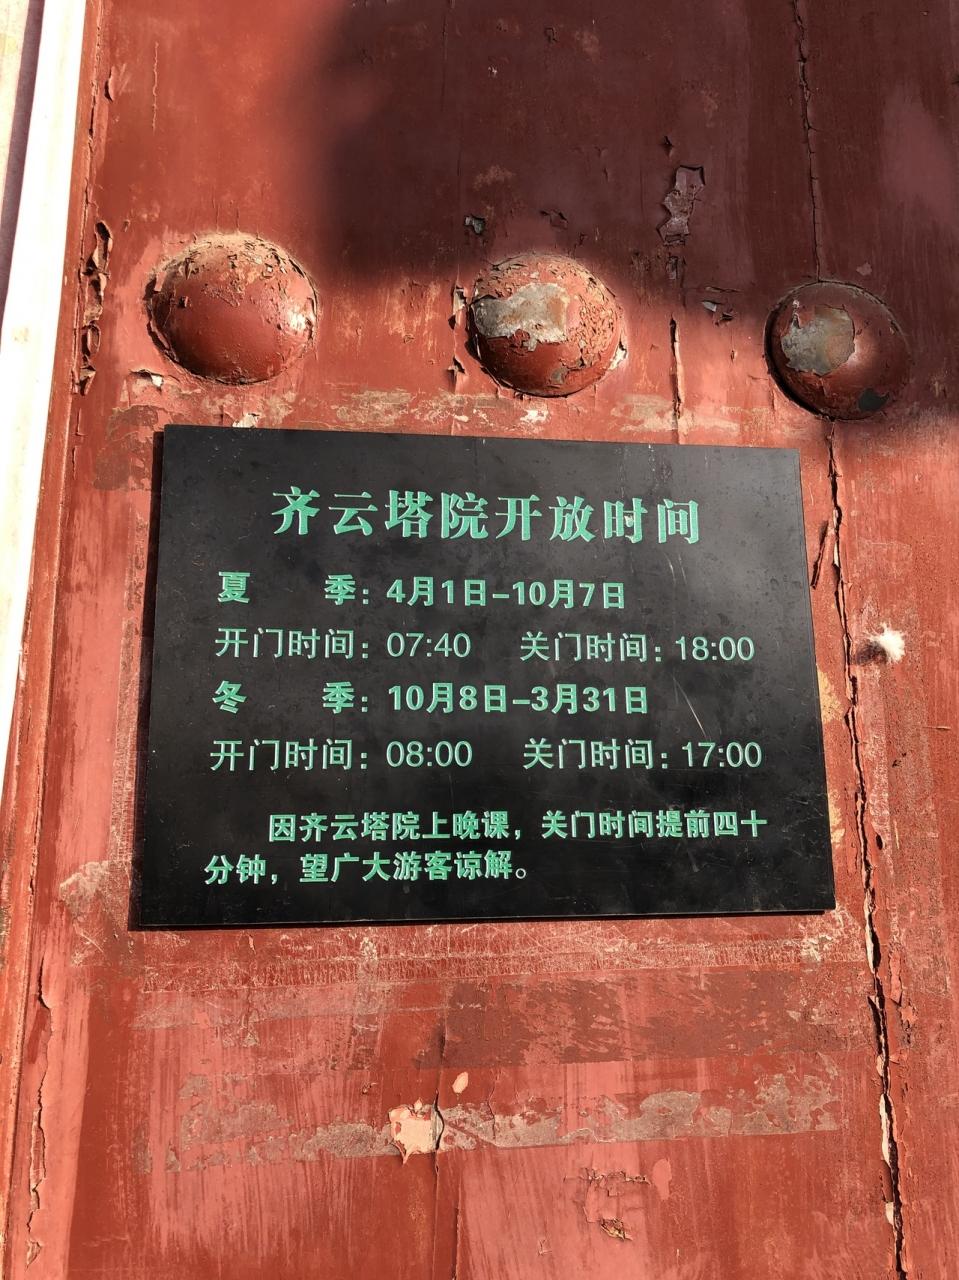 齐云塔院开放时间
夏 季：4月1日-10月7日
开门时间：07:40 关门时间：18:00
冬 季：10月8日-3月31日
开门时间：08:00 关门时间：17:00
因齐云塔院上晚课，关门时间提前四十
分钟，望广大游客谅解。